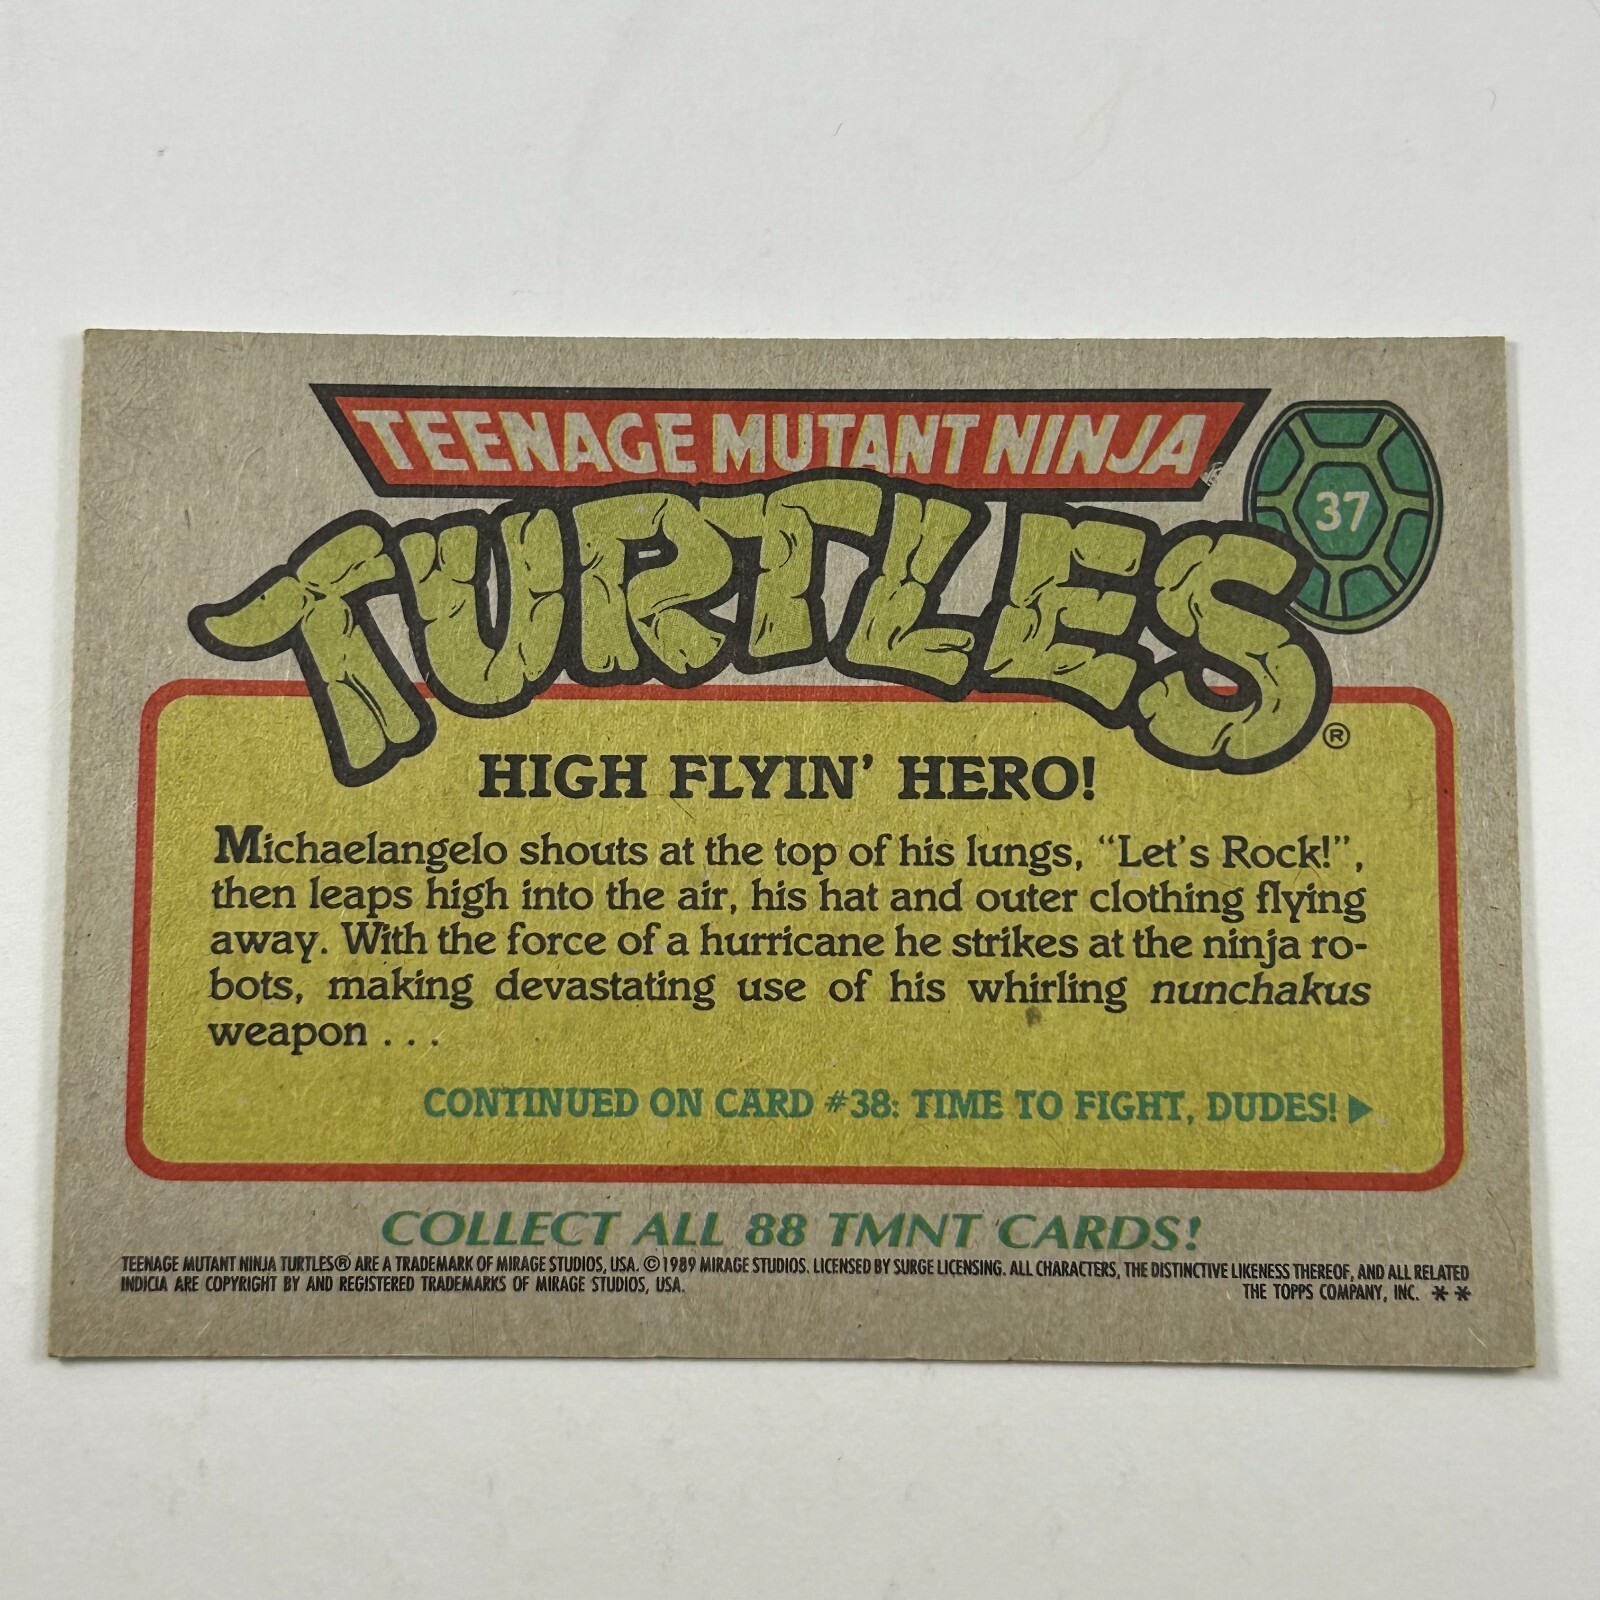 TEENAGE MUTANT NINJA
TURTLES®
37
HIGH FLYIN' HERO!
Michaelangelo shouts at the top of his lungs, “Let's Rock!”,
then leaps high into the air, his hat and outer clothing flying
away. With the force of a hurricane he strikes at the ninja ro-
bots, making devastating use of his whirling nunchakus
weapon . . .
CONTINUED ON CARD #38: TIME TO FIGHT, DUDES! ▶
COLLECT ALL 88 TMNT CARDS!
TEENAGE MUTANT NINJA TURTLES® ARE A TRADEMARK OF MIRAGE STUDIOS, USA. ©1989 MIRAGE STUDIOS. LICENSED BY SURGE LICENSING. ALL CHARACTERS, THE DISTINCTIVE LIKENESS THEREOF, AND ALL RELATED
INDICIA ARE COPYRIGHT BY AND REGISTERED TRADEMARKS OF MIRAGE STUDIOS, USA. THE TOPPS COMPANY, INC. * *